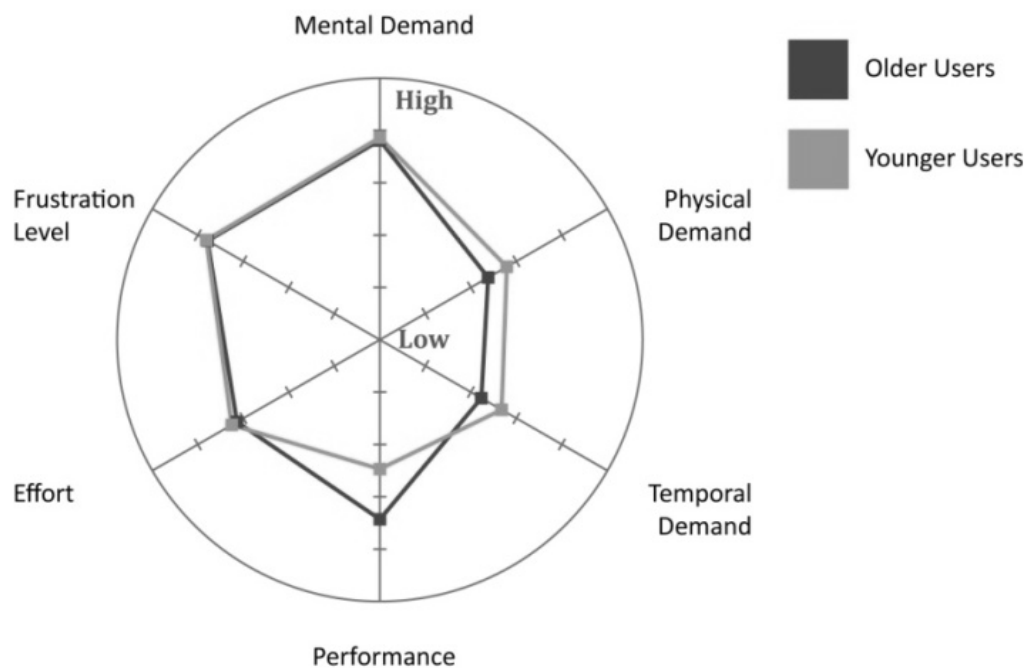 Mental Demand
High
Older Users
Younger Users
Frustration
Level
Physical
Demand
Low
Effort
Temporal
Demand
Performance